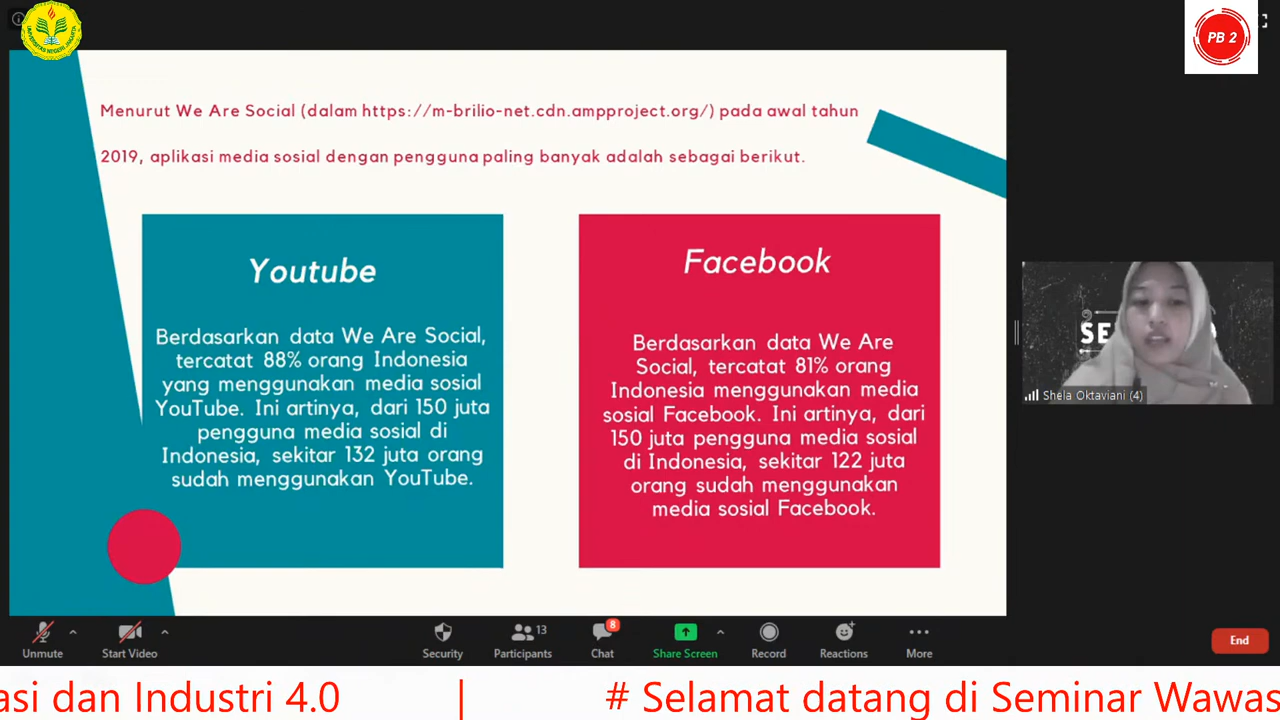 UNIVERSITAS NEGERI JAKARTA
PB 2
Menurut We Are Social (dalam https://m-brilio-net.cdn.ampproject.org/) pada awal tahun
2019, aplikasi media sosial dengan pengguna paling banyak adalah sebagai berikut.
Youtube
Berdasarkan data We Are Social,
tercatat 88% orang Indonesia
yang menggunakan media sosial
YouTube. Ini artinya, dari 150 juta
pengguna media sosial di
Indonesia, sekitar 132 juta orang
sudah menggunakan YouTube.
Facebook
Berdasarkan data We Are
Social, tercatat 81% orang
Indonesia menggunakan media
sosial Facebook. Ini artinya, dari
150 juta pengguna media sosial
di Indonesia, sekitar 122 juta
orang sudah menggunakan
media sosial Facebook.
Shela Oktaviani (4)
Unmute
Start Video
Security
13
Participants
8
Chat
Share Screen
Record
Reactions
More
End
asi dan Industri 4.0 | # Selamat datang di Seminar Wawas